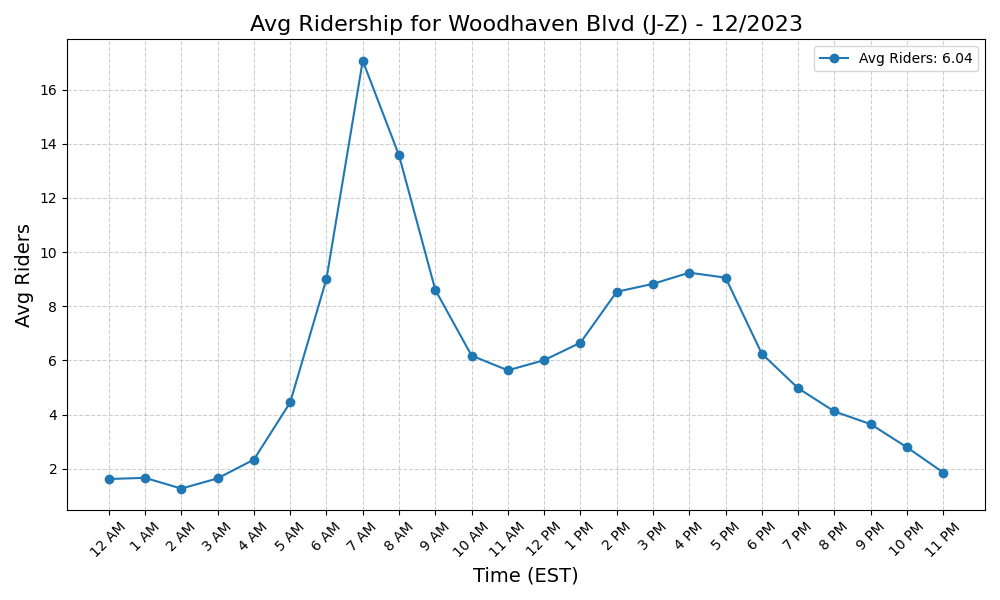 Avg Ridership for Woodhaven Blvd (J-Z) - 12/2023
Avg Riders: 6.04
Avg Riders
16
14
12
10
8
6
4
2
12 AM 1 AM 2 AM 3 AM 4 AM 5 AM 6 AM 7 AM 8 AM 9 AM 10 AM 11 AM 12 PM 1 PM 2 PM 3 PM 4 PM 5 PM 6 PM 7 PM 8 PM 9 PM 10 PM 11 PM
Time (EST)